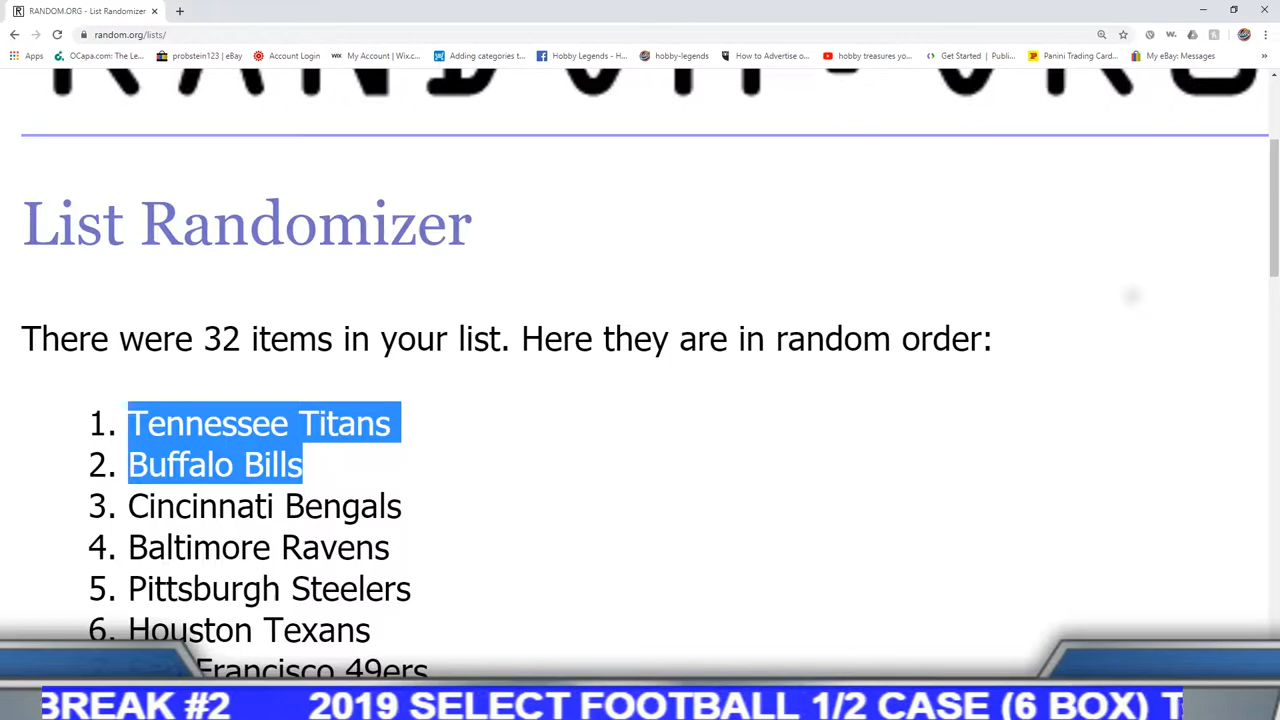 RANDOM.ORG - List Randomizer
random.org/lists/
Apps
OCapa.com: The Le...
probstein123 | eBay
Account Login
WIX My Account | Wix.c...
Adding categories t...
Facebook Hobby Legends - H...
hobby-legends
How to Advertise o...
hobby treasures yo...
Get Started | Publi...
Panini Trading Card...
My eBay: Messages
»
RANDOM.ORG
List Randomizer
There were 32 items in your list. Here they are in random order:
1. Tennessee Titans
2. Buffalo Bills
3. Cincinnati Bengals
4. Baltimore Ravens
5. Pittsburgh Steelers
6. Houston Texans
Francisco 49ers
BREAK #2 2019 SELECT FOOTBALL 1/2 CASE (6 BOX) T